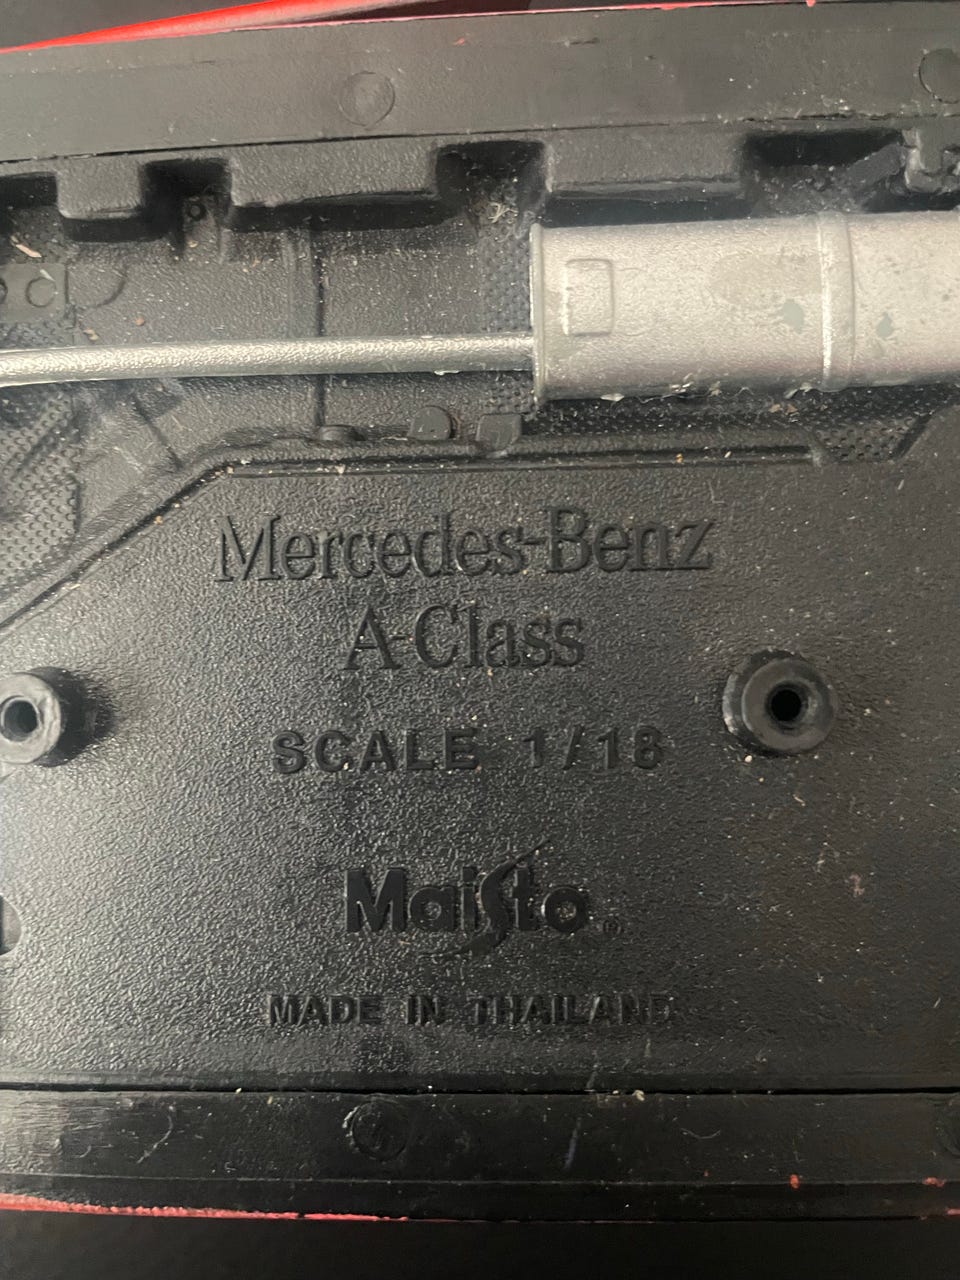 Mercedes-Benz
A-Class
SCALE 1/18
Maisto®
MADE IN THAILAND